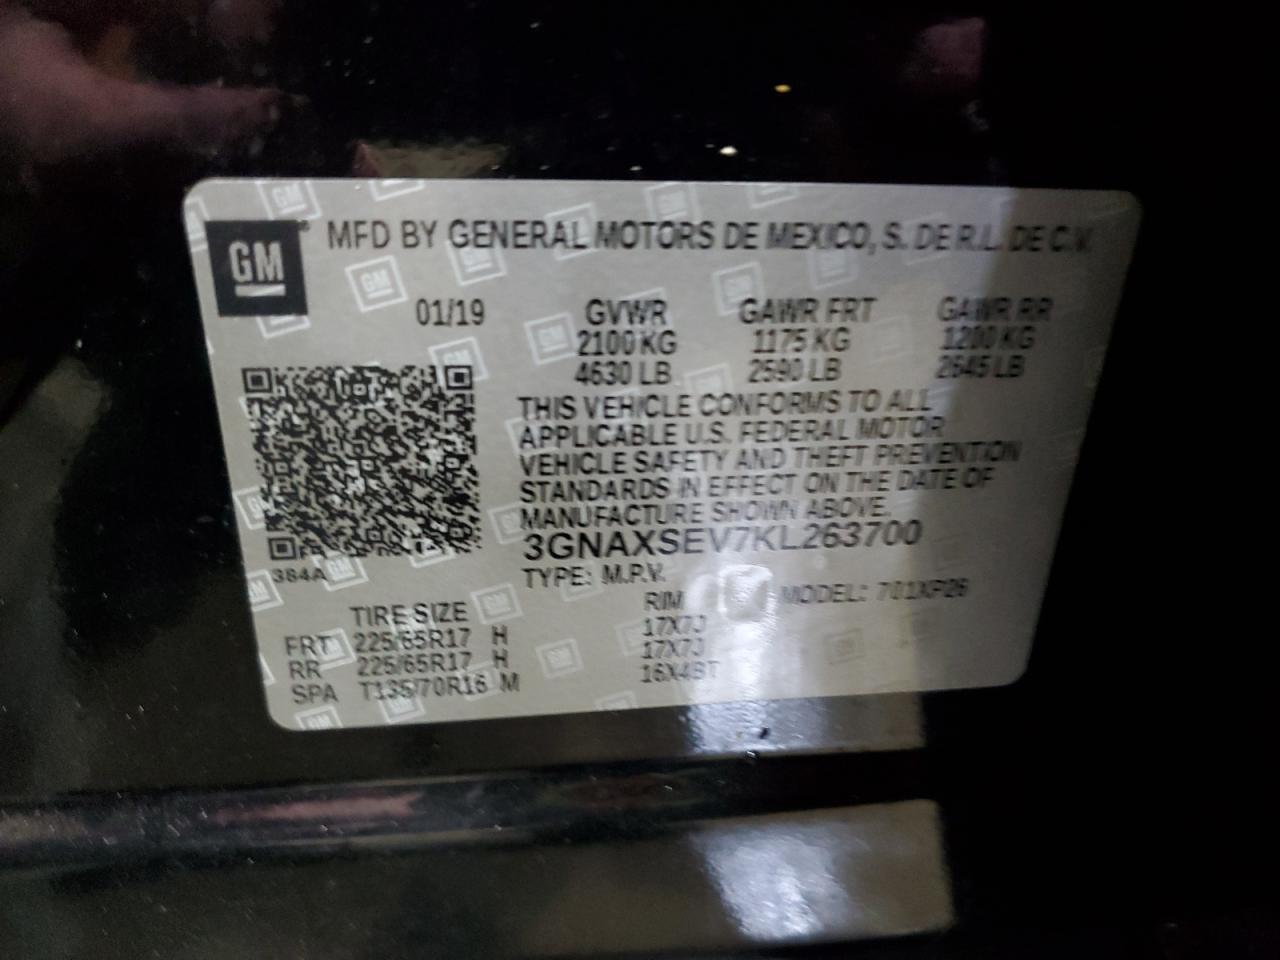 GM
MFD BY GENERAL MOTORS DE MEXICO, S. DE R.L. DE C.V.
01/19 GVWR GAWR FRT GAWR RR
2100 KG 1175 KG 1200 KG
4630 LB 2590 LB 2645 LB
THIS VEHICLE CONFORMS TO ALL
APPLICABLE U.S. FEDERAL MOTOR
VEHICLE SAFETY AND THEFT PREVENTION
STANDARDS IN EFFECT ON THE DATE OF
MANUFACTURE SHOWN ABOVE.
3GNAXSEV7KL263700
384A
TYPE: M.P.V. MODEL:
TIRE SIZE RIM
FRT 225/65R17 H 17X7J
RR 225/65R17 H 17X7J
SPA T135/70R16 M 16X4BT